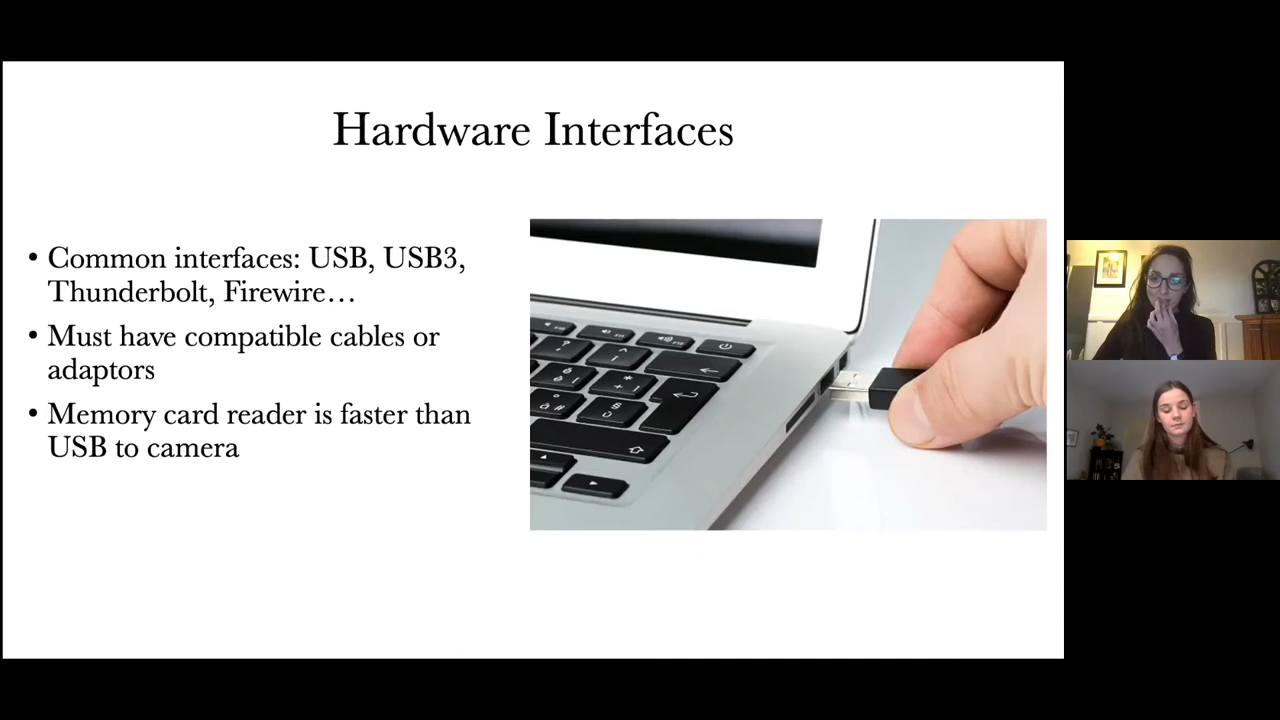 Hardware Interfaces
• Common interfaces: USB, USB3,
Thunderbolt, Firewire…
• Must have compatible cables or
adaptors
• Memory card reader is faster than
USB to camera